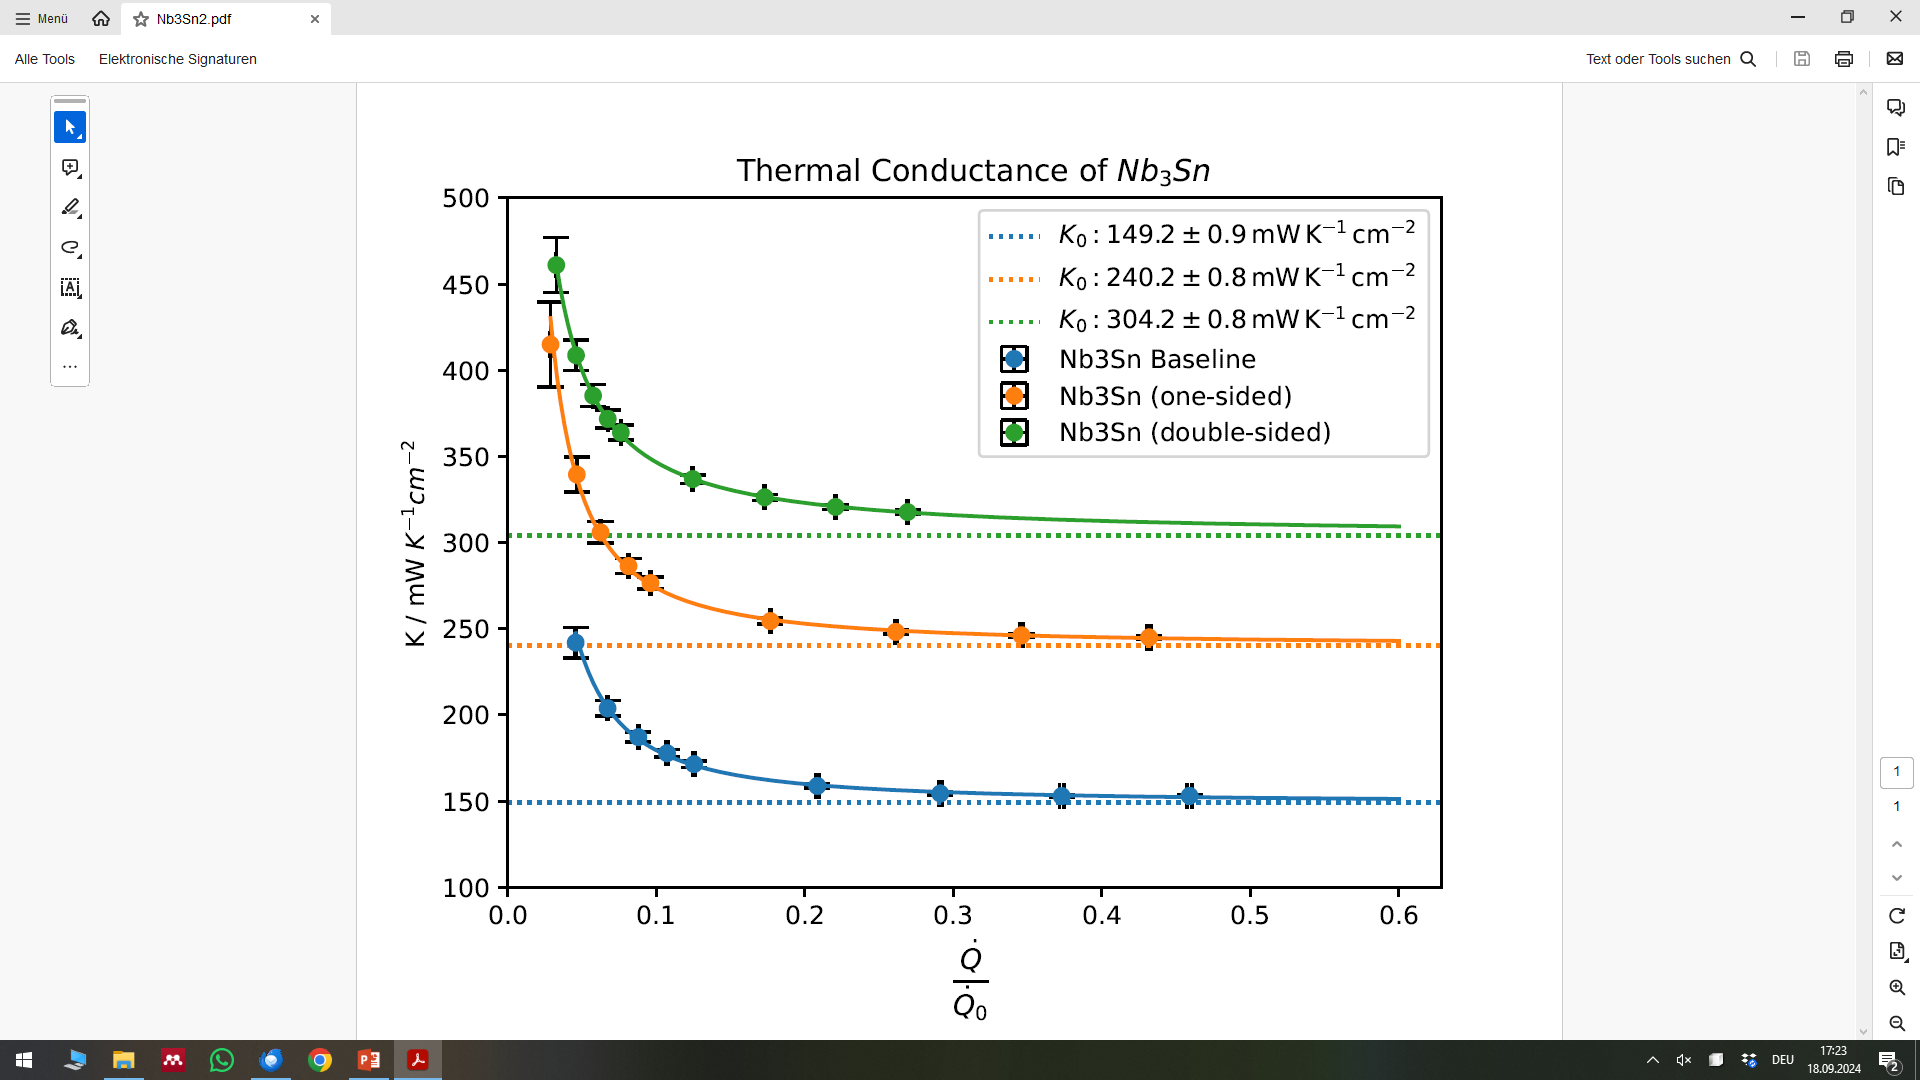 Menü
Nb3Sn2.pdf
Alle Tools
Elektronische Signaturen
Text oder Tools suchen
Thermal Conductance of Nb₃Sn
500
450
400
350
300
250
200
150
100
K / mW K⁻¹cm⁻²
K₀ : 149.2 ± 0.9 mW K⁻¹ cm⁻²
K₀ : 240.2 ± 0.8 mW K⁻¹ cm⁻²
K₀ : 304.2 ± 0.8 mW K⁻¹ cm⁻²
Nb3Sn Baseline
Nb3Sn (one-sided)
Nb3Sn (double-sided)
0.0 0.1 0.2 0.3 0.4 0.5 0.6
Q̇
Q̇₀
1
1
DEU
17:23
18.09.2024
2